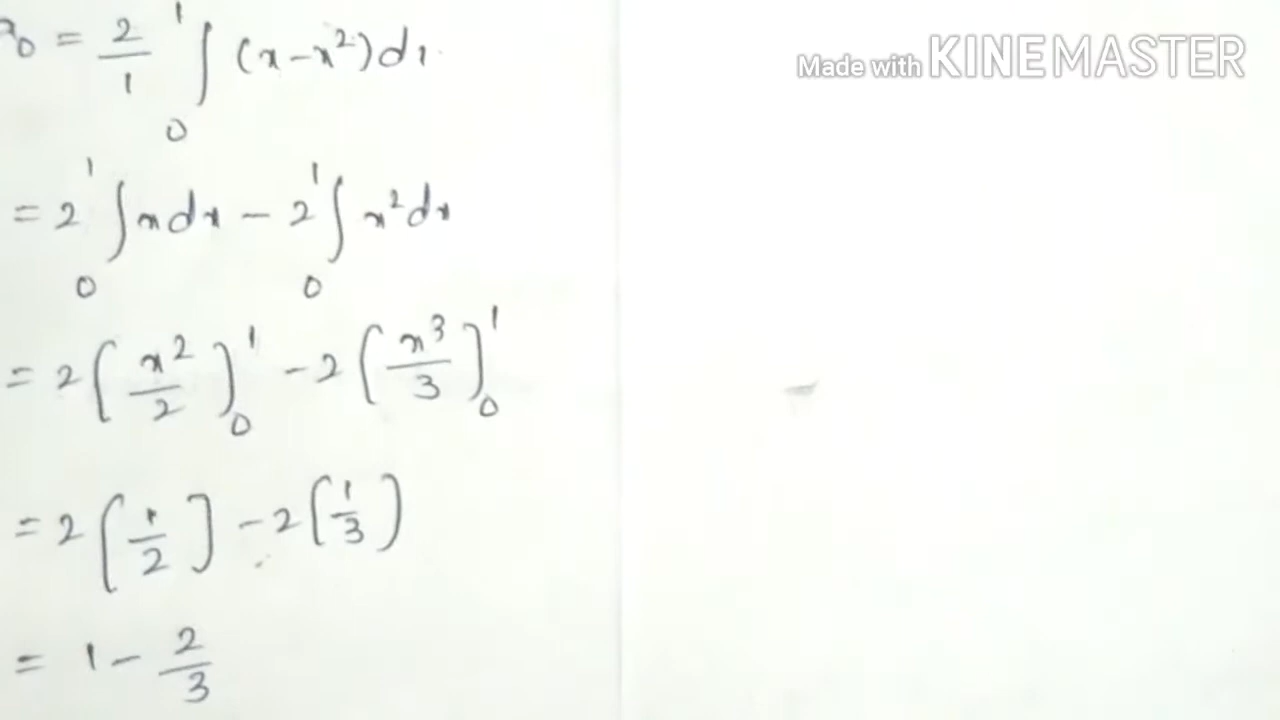 a₀ = 2/1 ₀¹∫ (x-x²)dx.
= 2 ₀¹∫ x dx - 2 ₀¹∫ x² dx
= 2 (x²/2)₀¹ - 2 (x³/3]₀¹
= 2 [1/2] - 2 (1/3)
= 1 - 2/3
Made with KINEMASTER